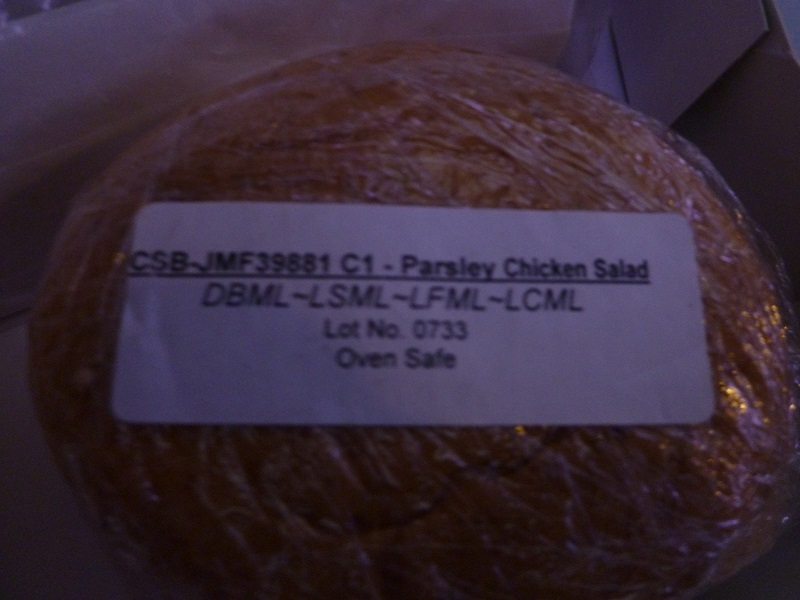 CSB-JMF39881 C1 - Parsley Chicken Salad
DBML~LSML~LFML~LCML
Lot No. 0733
Oven Safe